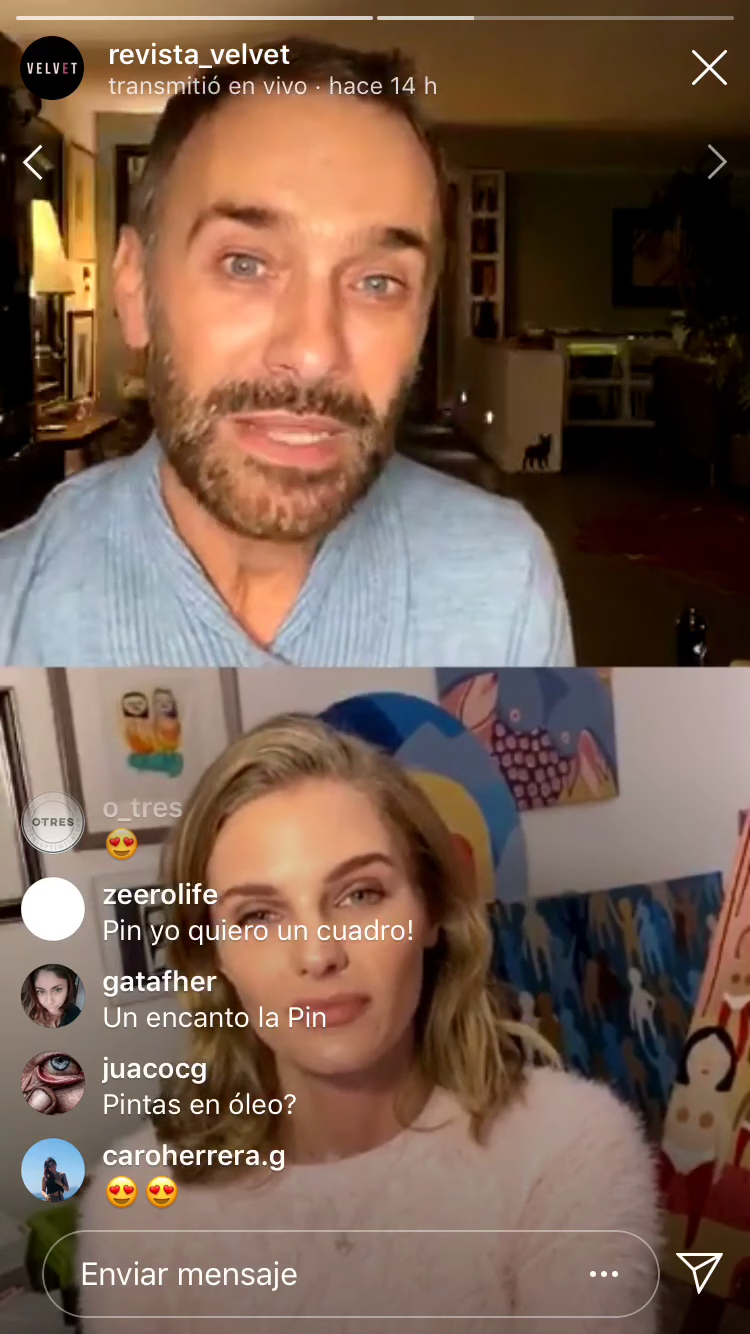 VELVET
revista_velvet
transmitió en vivo · hace 14 h
OTRES
o_tres
😍
zeerolife
Pin yo quiero un cuadro!
gatafher
Un encanto la Pin
juacocg
Pintas en óleo?
caroherrera.g
😍 😍
Enviar mensaje